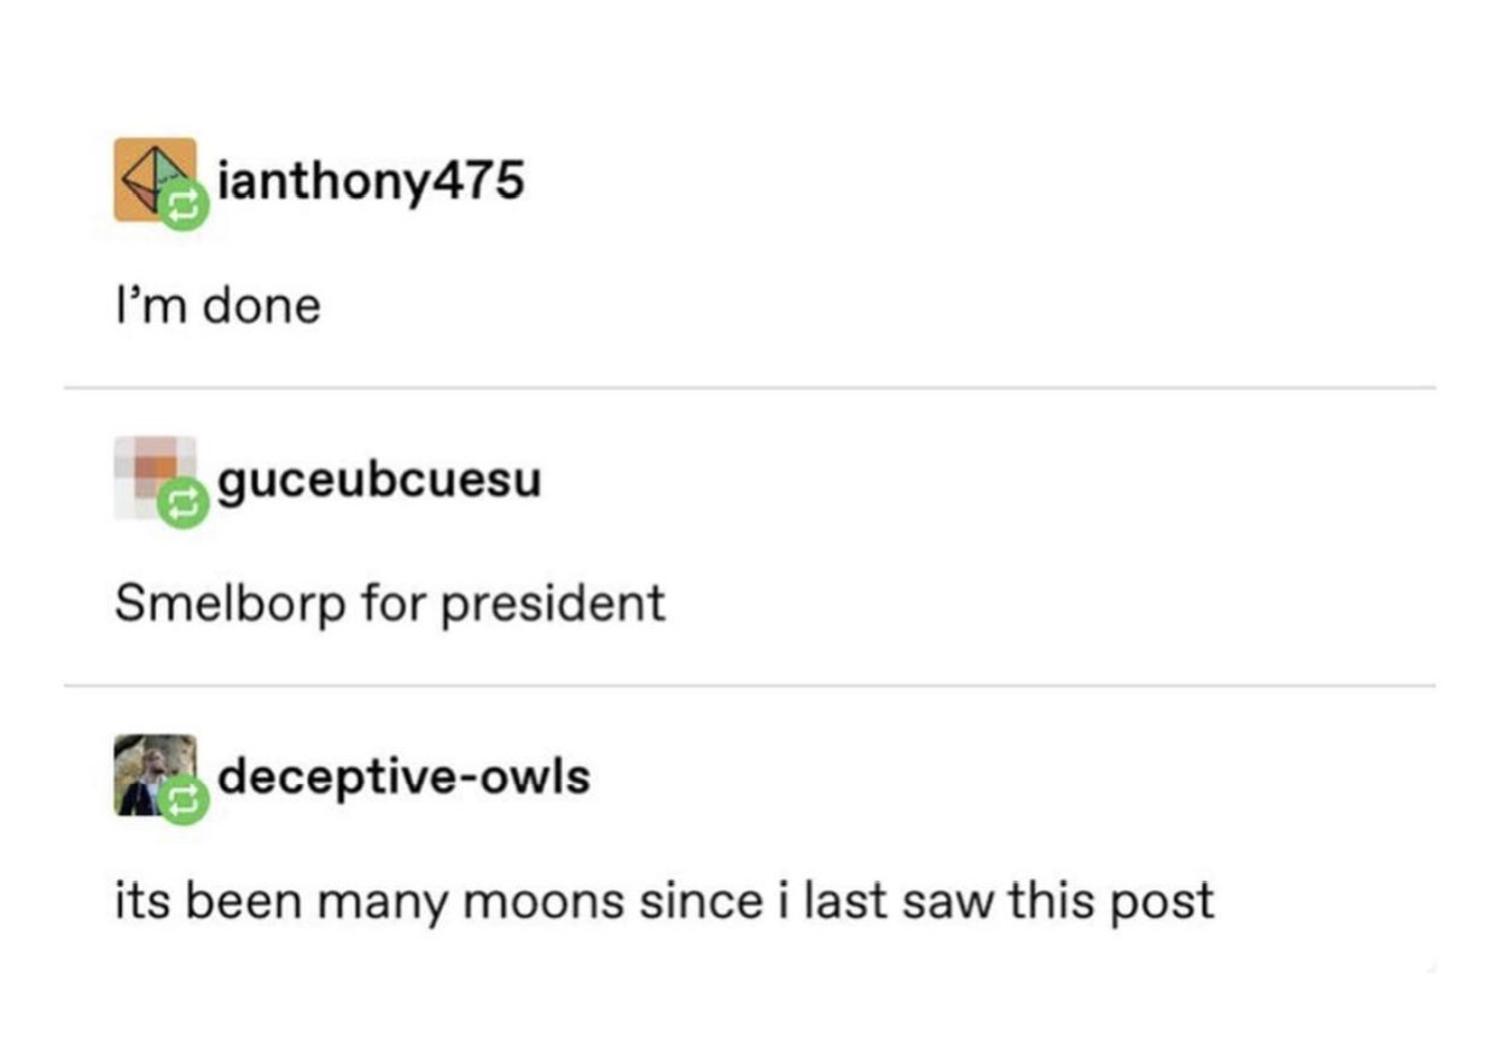 ianthony475
I’m done
guceubcuesu
Smelborp for president
deceptive-owls
its been many moons since i last saw this post